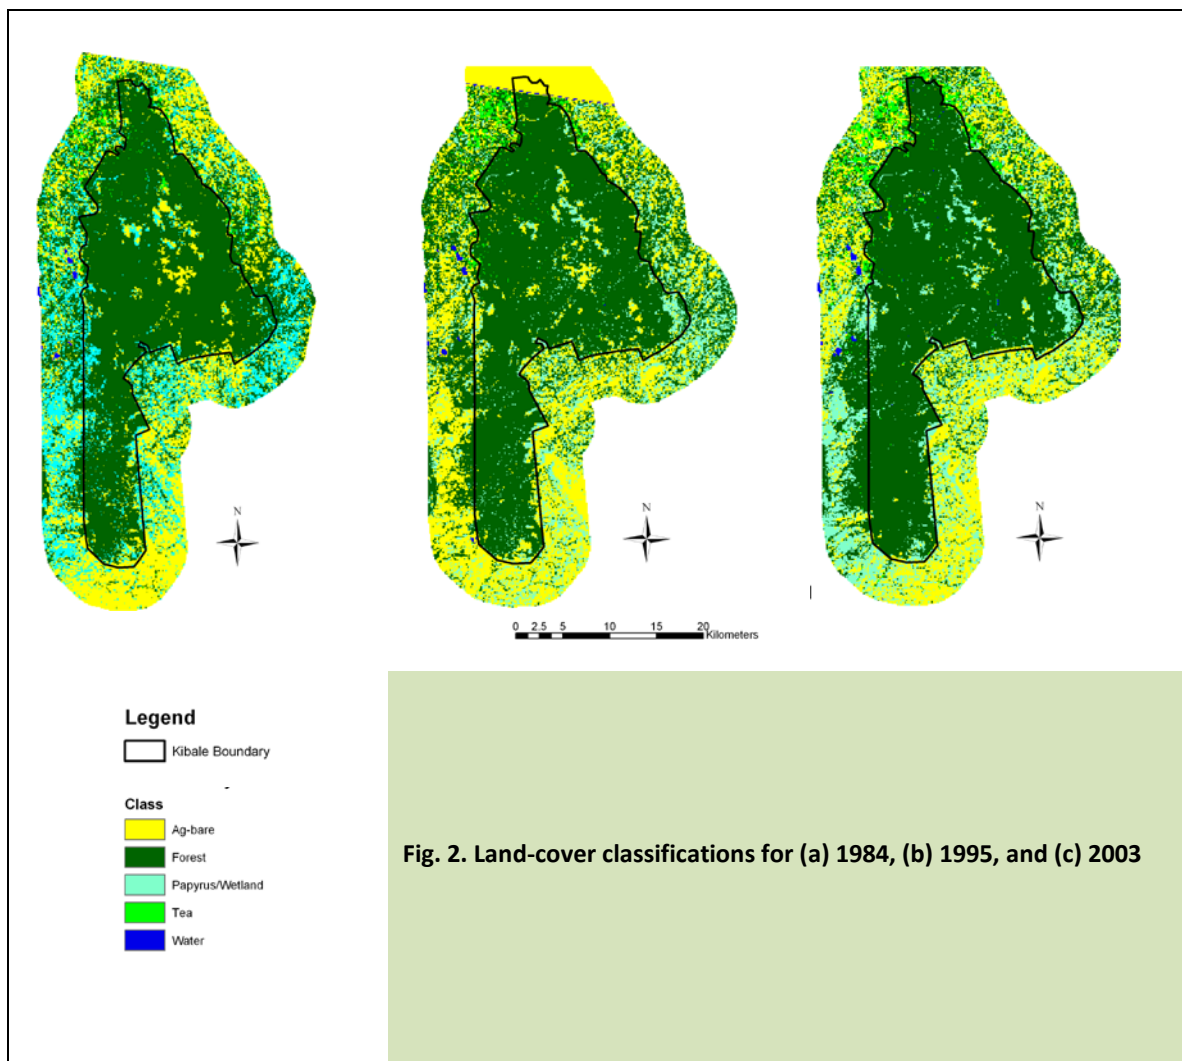 N
N
N
0 2.5 5 10 15 20
Kilometers
Legend
Kibale Boundary
Class
Ag-bare
Forest
Papyrus/Wetland
Tea
Water
Fig. 2. Land-cover classifications for (a) 1984, (b) 1995, and (c) 2003